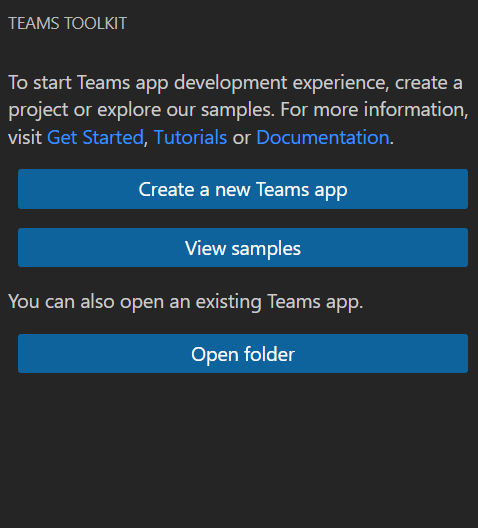 TEAMS TOOLKIT
To start Teams app development experience, create a
project or explore our samples. For more information,
visit Get Started, Tutorials or Documentation.
Create a new Teams app
View samples
You can also open an existing Teams app.
Open folder